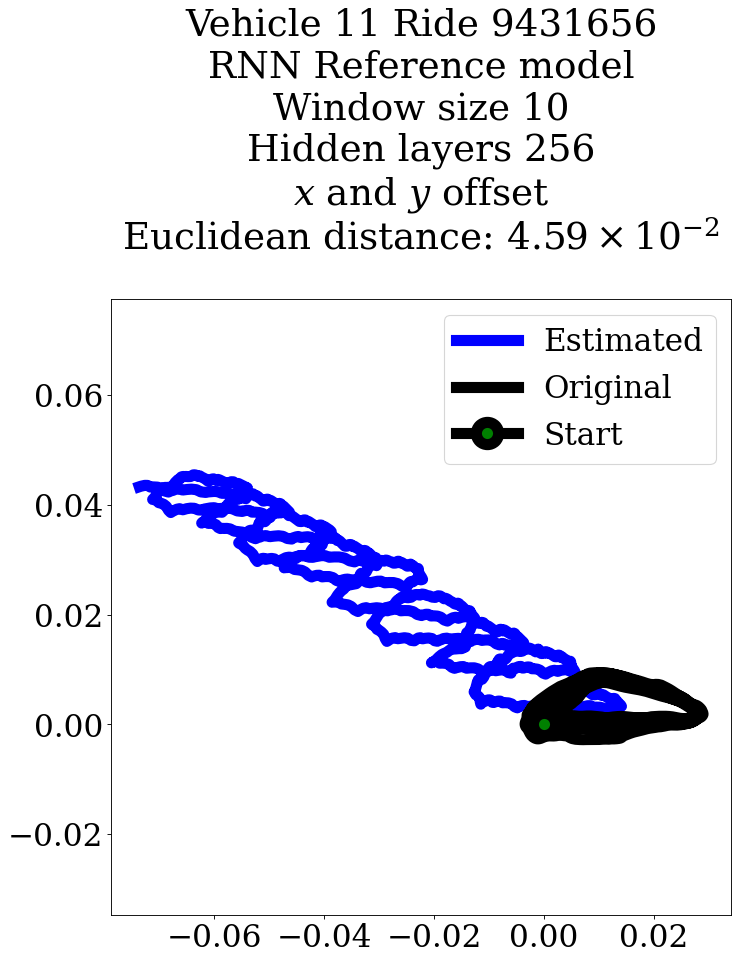 Vehicle 11 Ride 9431656
RNN Reference model
Window size 10
Hidden layers 256
x and y offset
Euclidean distance: 4.59 × 10⁻²
Estimated
Original
Start
0.06
0.04
0.02
0.00
−0.02
−0.06 −0.04 −0.02 0.00 0.02